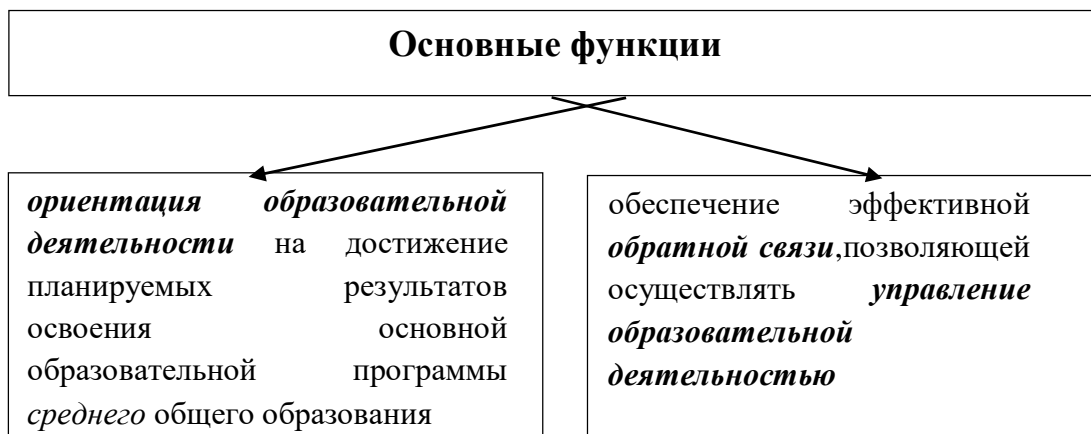 Основные функции
ориентация образовательной
деятельности на достижение
планируемых результатов
освоения основной
образовательной программы
среднего общего образования
обеспечение эффективной
обратной связи,позволяющей
осуществлять управление
образовательной
деятельностью